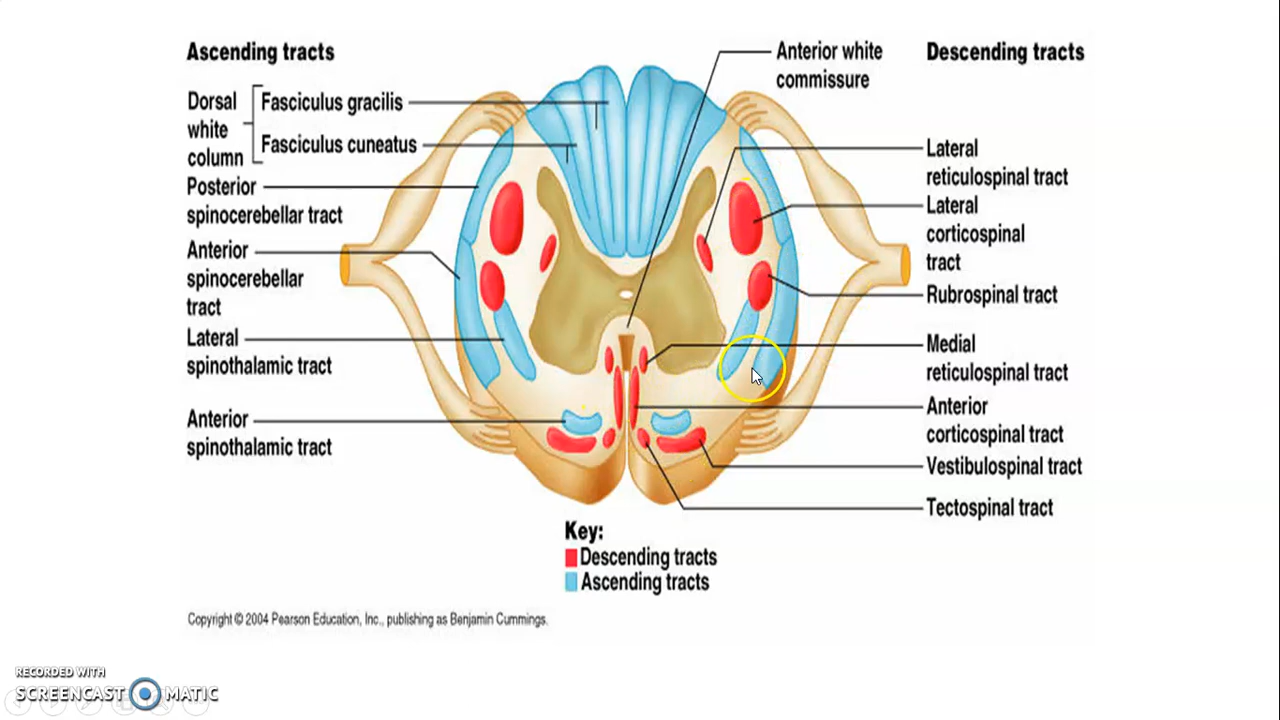 Ascending tracts
Dorsal
white
column
Fasciculus gracilis
Fasciculus cuneatus
Posterior
spinocerebellar tract
Anterior
spinocerebellar
tract
Lateral
spinothalamic tract
Anterior
spinothalamic tract
Anterior white
commissure
Descending tracts
Lateral
reticulospinal tract
Lateral
corticospinal
tract
Rubrospinal tract
Medial
reticulospinal tract
Anterior
corticospinal tract
Vestibulospinal tract
Tectospinal tract
Key:
Descending tracts
Ascending tracts
Copyright © 2004 Pearson Education, Inc., publishing as Benjamin Cummings.
RECORDED WITH
SCREENCAST MATIC